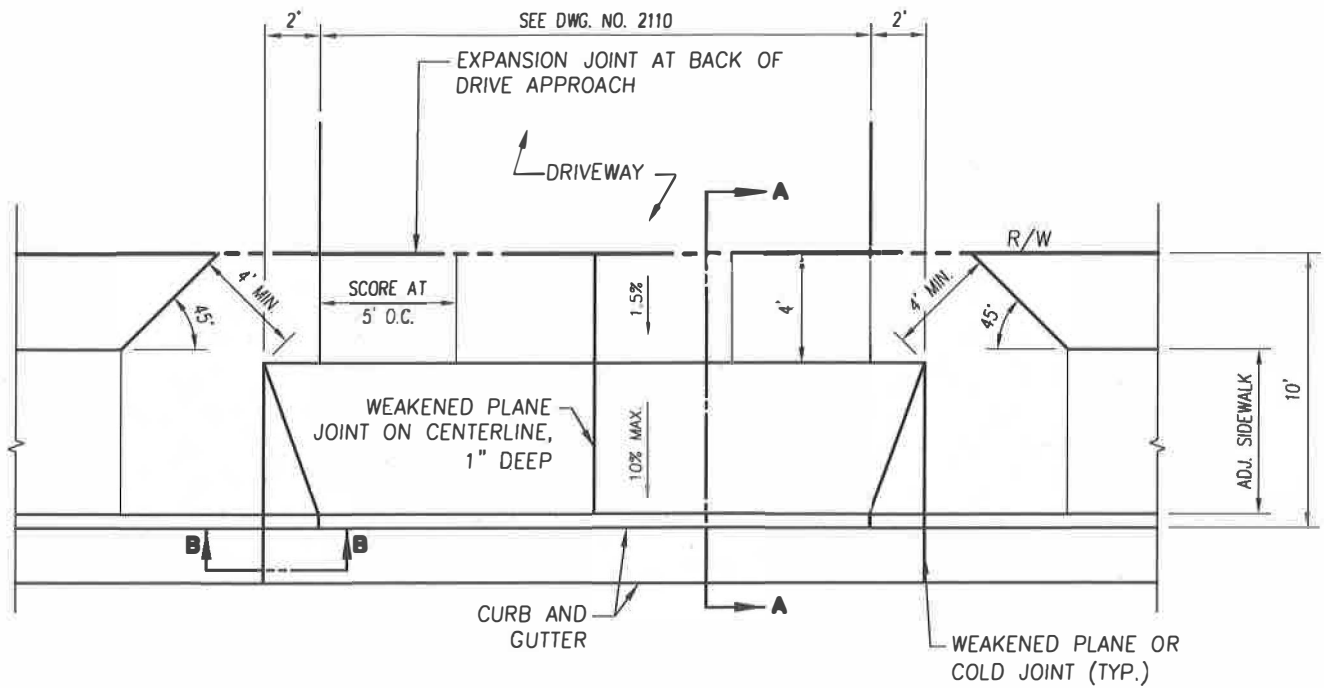 2'
SEE DWG. NO. 2110
2'
EXPANSION JOINT AT BACK OF
DRIVE APPROACH
DRIVEWAY
A
R/W
4' MIN.
45°
SCORE AT
5' O.C.
1.5%
4'
4' MIN.
45°
WEAKENED PLANE
JOINT ON CENTERLINE,
1" DEEP
10% MAX.
ADJ. SIDEWALK
10'
B
B
CURB AND
GUTTER
A
WEAKENED PLANE OR
COLD JOINT (TYP.)